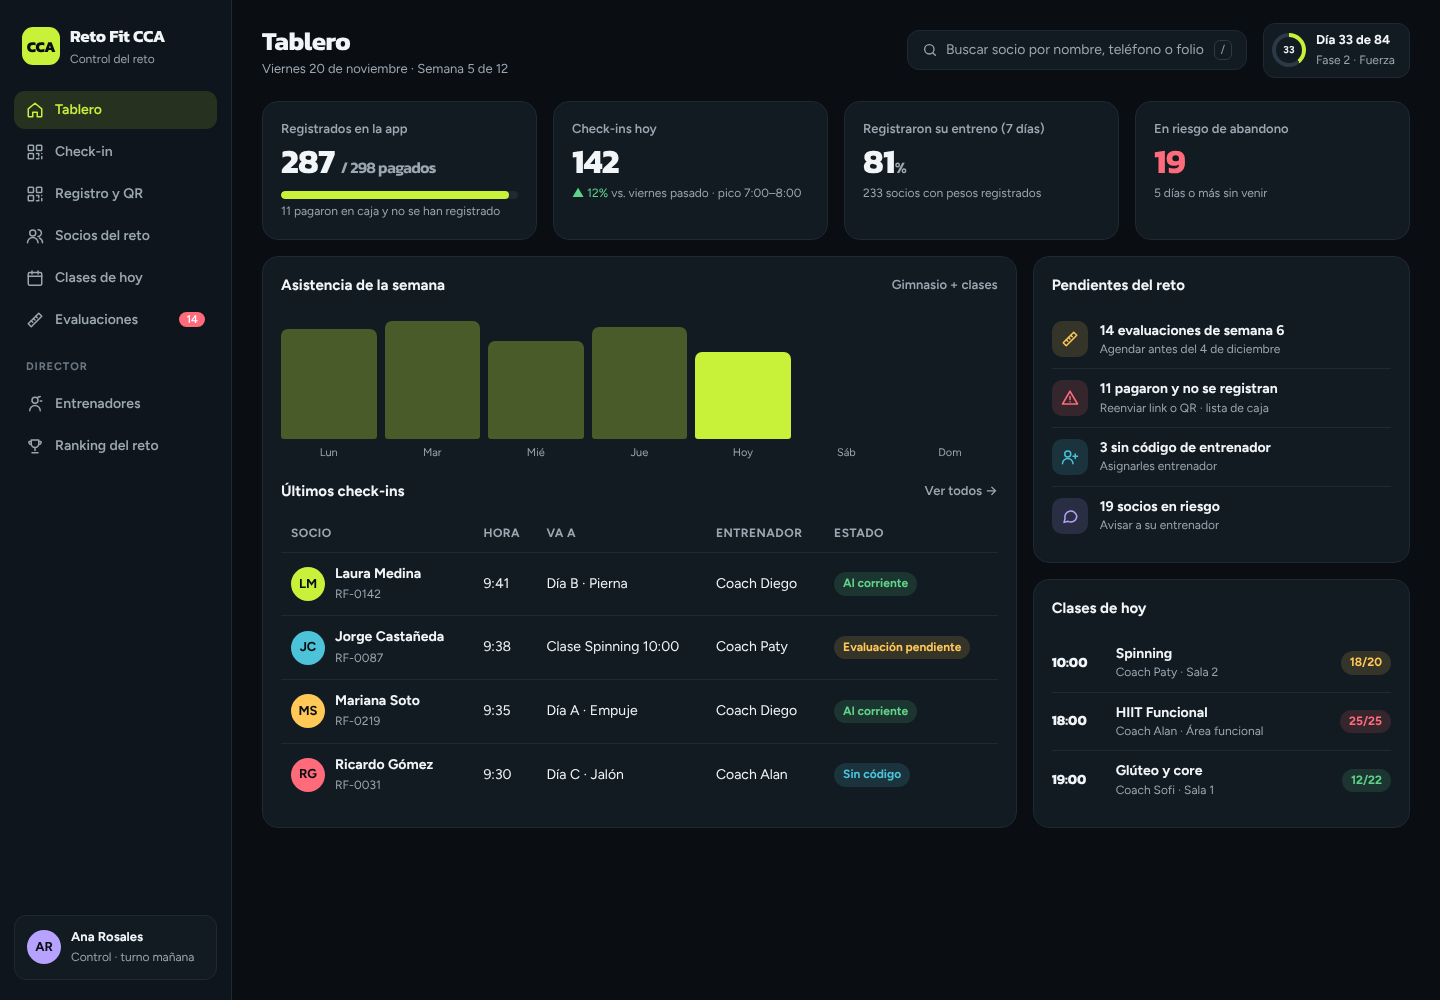 CCA
Reto Fit CCA
Control del reto
Tablero
Check-in
Registro y QR
Socios del reto
Clases de hoy
Evaluaciones 14
DIRECTOR
Entrenadores
Ranking del reto
AR
Ana Rosales
Control · turno mañana
Tablero
Viernes 20 de noviembre · Semana 5 de 12
Buscar socio por nombre, teléfono o folio /
33
Día 33 de 84
Fase 2 · Fuerza
Registrados en la app
287 / 298 pagados
11 pagaron en caja y no se han registrado
Check-ins hoy
142
▲ 12% vs. viernes pasado · pico 7:00–8:00
Registraron su entreno (7 días)
81%
233 socios con pesos registrados
En riesgo de abandono
19
5 días o más sin venir
Asistencia de la semana Gimnasio + clases
Lun Mar Mié Jue Hoy Sáb Dom
Últimos check-ins Ver todos →
SOCIO HORA VA A ENTRENADOR ESTADO
LM Laura Medina 9:41 Día B · Pierna Coach Diego Al corriente
RF-0142
JC Jorge Castañeda 9:38 Clase Spinning 10:00 Coach Paty Evaluación pendiente
RF-0087
MS Mariana Soto 9:35 Día A · Empuje Coach Diego Al corriente
RF-0219
RG Ricardo Gómez 9:30 Día C · Jalón Coach Alan Sin código
RF-0031
Pendientes del reto
14 evaluaciones de semana 6
Agendar antes del 4 de diciembre
11 pagaron y no se registran
Reenviar link o QR · lista de caja
3 sin código de entrenador
Asignarles entrenador
19 socios en riesgo
Avisar a su entrenador
Clases de hoy
10:00 Spinning 18/20
Coach Paty · Sala 2
18:00 HIIT Funcional 25/25
Coach Alan · Área funcional
19:00 Glúteo y core 12/22
Coach Sofi · Sala 1